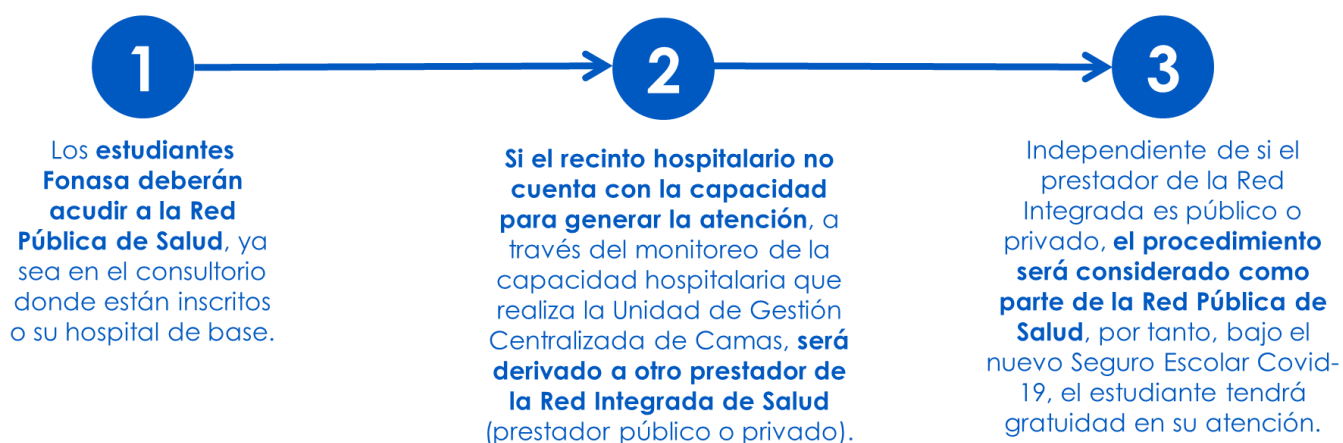 1
Los estudiantes
Fonasa deberán
acudir a la Red
Pública de Salud, ya
sea en el consultorio
donde están inscritos
o su hospital de base.
2
Si el recinto hospitalario no
cuenta con la capacidad
para generar la atención, a
través del monitoreo de la
capacidad hospitalaria que
realiza la Unidad de Gestión
Centralizada de Camas, será
derivado a otro prestador de
la Red Integrada de Salud
(prestador público o privado).
3
Independiente de si el
prestador de la Red
Integrada es público o
privado, el procedimiento
será considerado como
parte de la Red Pública de
Salud, por tanto, bajo el
nuevo Seguro Escolar Covid-
19, el estudiante tendrá
gratuidad en su atención.